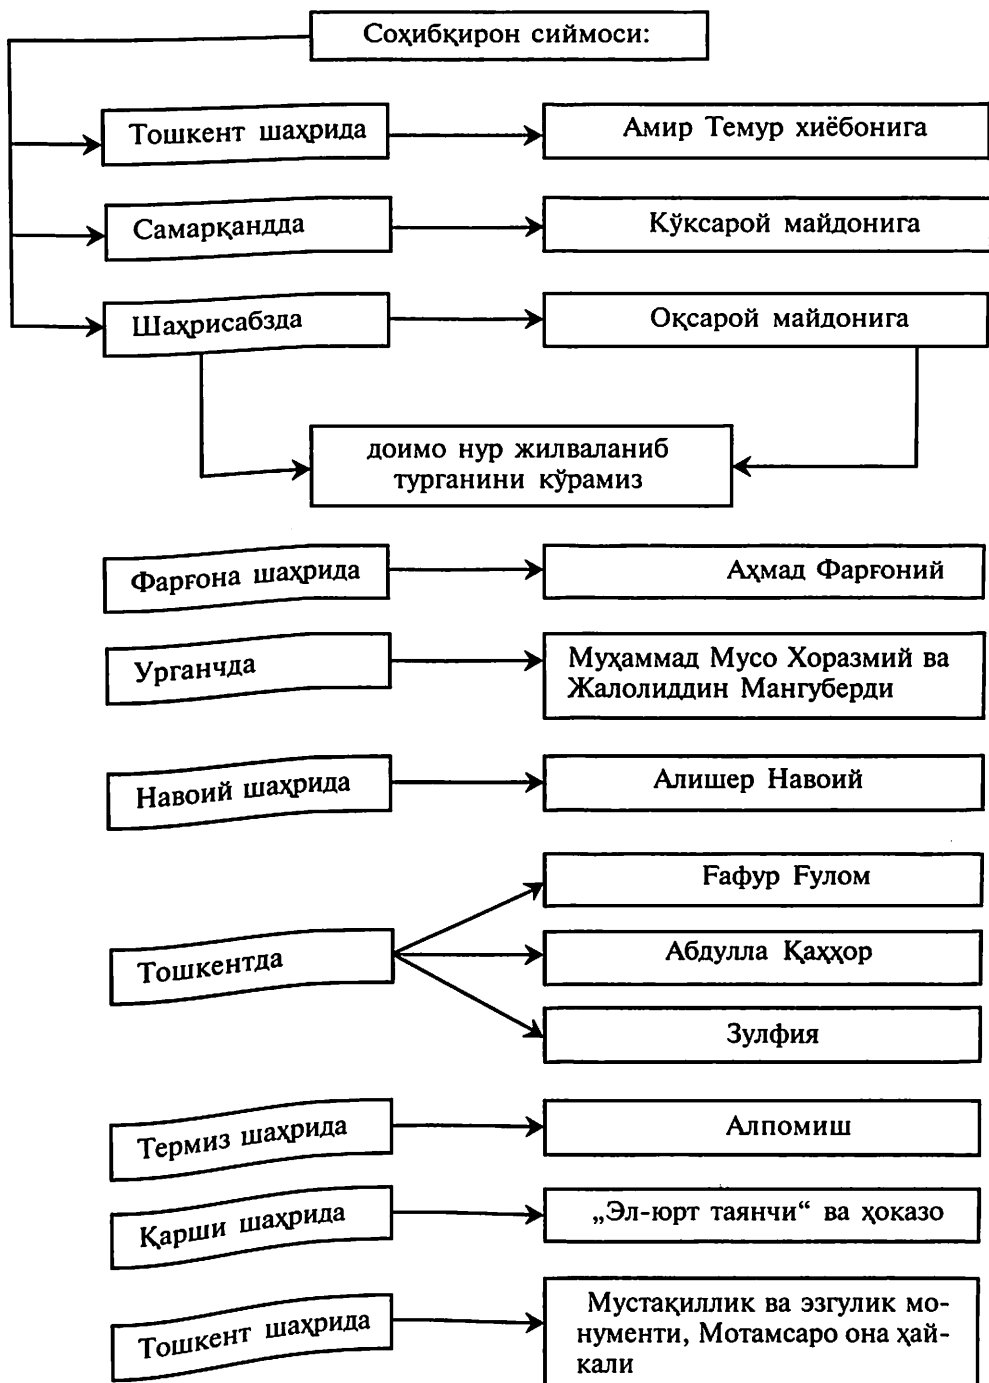 Соҳибқирон сиймоси:
Тошкент шаҳрида
Амир Темур хиёбонига
Самарқандда
Кўксарой майдонига
Шаҳрисабзда
Оқсарой майдонига
доимо нур жилваланиб
турганини кўрамиз
Фарғона шаҳрида
Аҳмад Фарғоний
Урганчда
Муҳаммад Мусо Хоразмий ва
Жалолиддин Мангуберди
Навоий шаҳрида
Алишер Навоий
Тошкентда
Ғафур Ғулом
Абдулла Қаҳҳор
Зулфия
Термиз шаҳрида
Алпомиш
Қарши шаҳрида
„Эл-юрт таянчи“ ва ҳоказо
Тошкент шаҳрида
Мустақиллик ва эзгулик мо-
нументи, Мотамсаро она ҳай-
кали